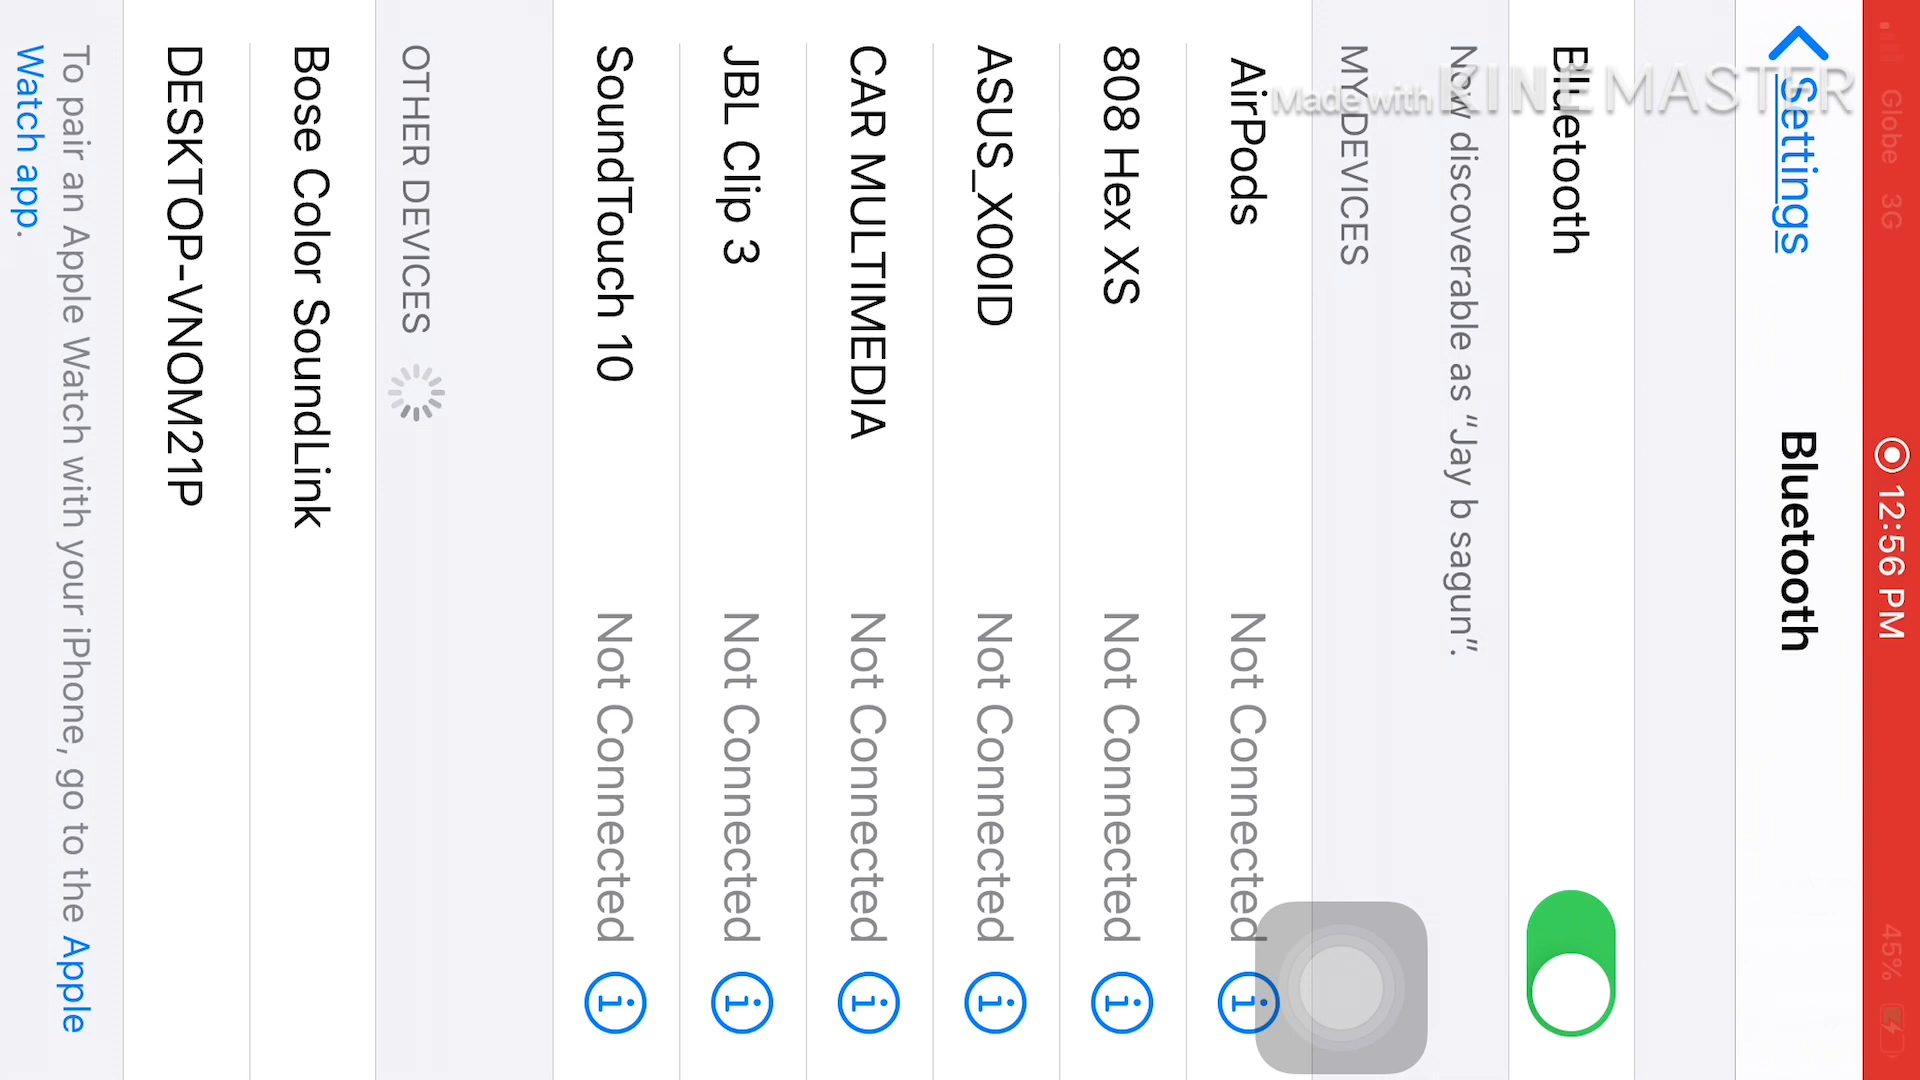 Globe 3G
12:56 PM
45%
Settings
Bluetooth
Made with KINEMASTER
Bluetooth
Now discoverable as “Jay b sagun”.
MY DEVICES
AirPods Not Connected
808 Hex XS Not Connected
ASUS_X00ID Not Connected
CAR MULTIMEDIA Not Connected
JBL Clip 3 Not Connected
SoundTouch 10 Not Connected
OTHER DEVICES
Bose Color SoundLink
DESKTOP-VNOM21P
To pair an Apple Watch with your iPhone, go to the Apple
Watch app.